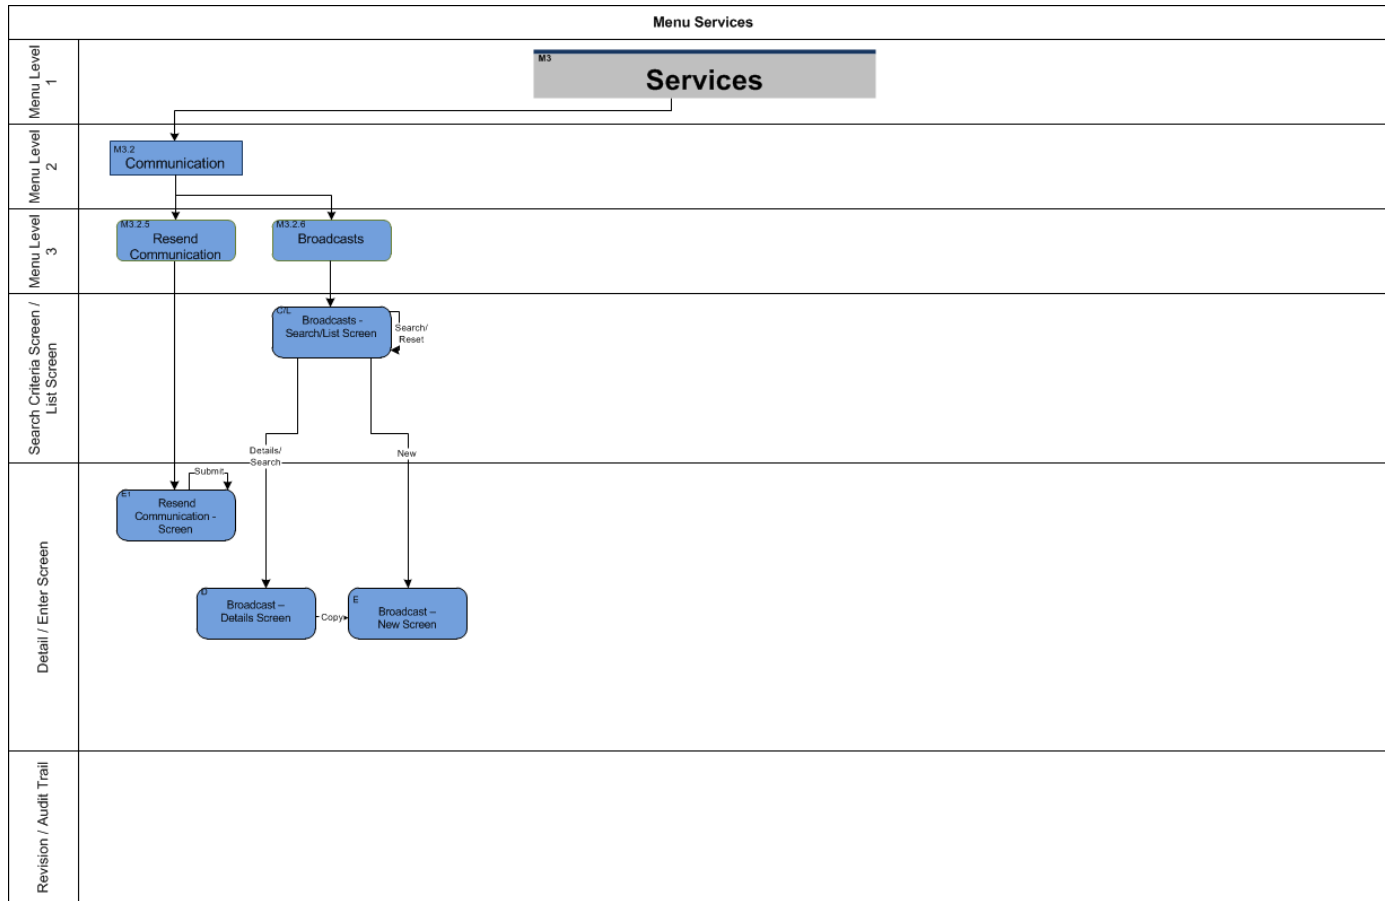 Menu Services
Menu Level
1
M3
Services
Menu Level
2
M3.2
Communication
Menu Level
3
M3.2.5
Resend
Communication
M3.2.6
Broadcasts
Search Criteria Screen /
List Screen
C/L
Broadcasts -
Search/List Screen
Search/
Reset
Details/
Search
New
Detail / Enter Screen
Submit
E1
Resend
Communication -
Screen
D
Broadcast –
Details Screen
Copy
E
Broadcast –
New Screen
Revision / Audit Trail